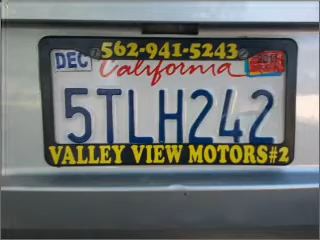 562-941-5243
DEC
California
5TLH242
VALLEY VIEW MOTORS#2